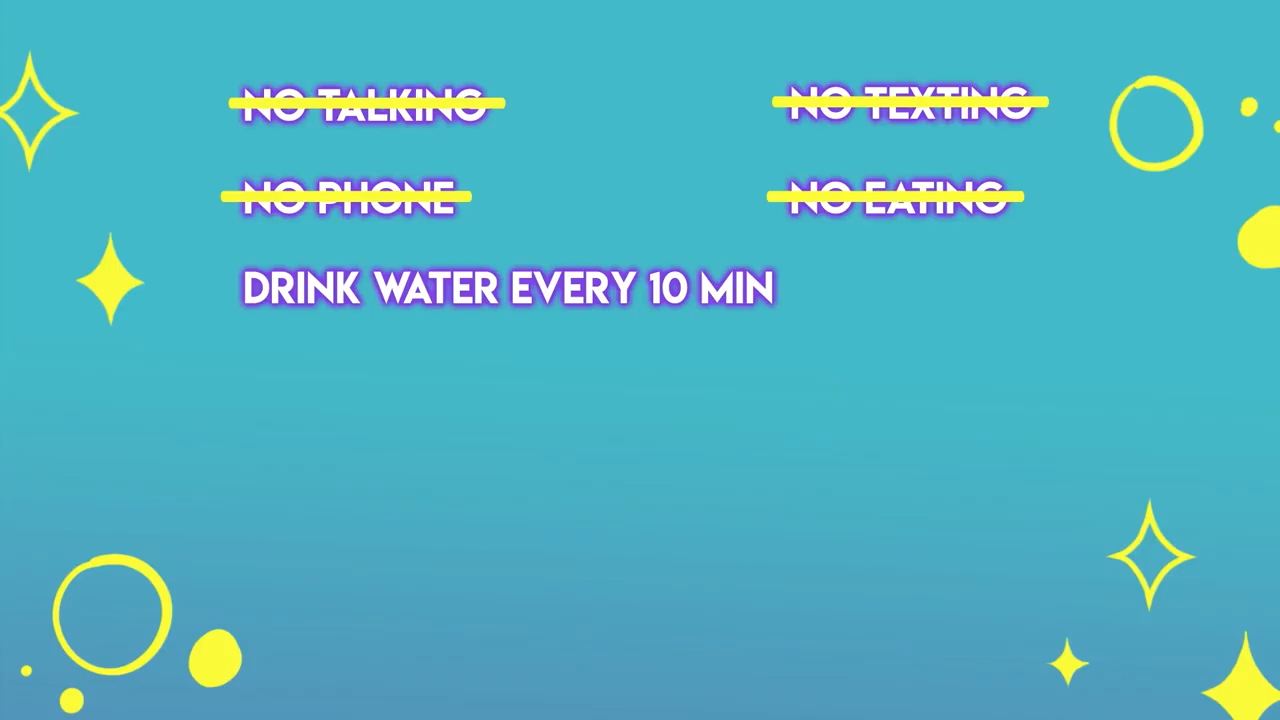 NO TALKING
NO TEXTING
NO PHONE
NO EATING
DRINK WATER EVERY 10 MIN